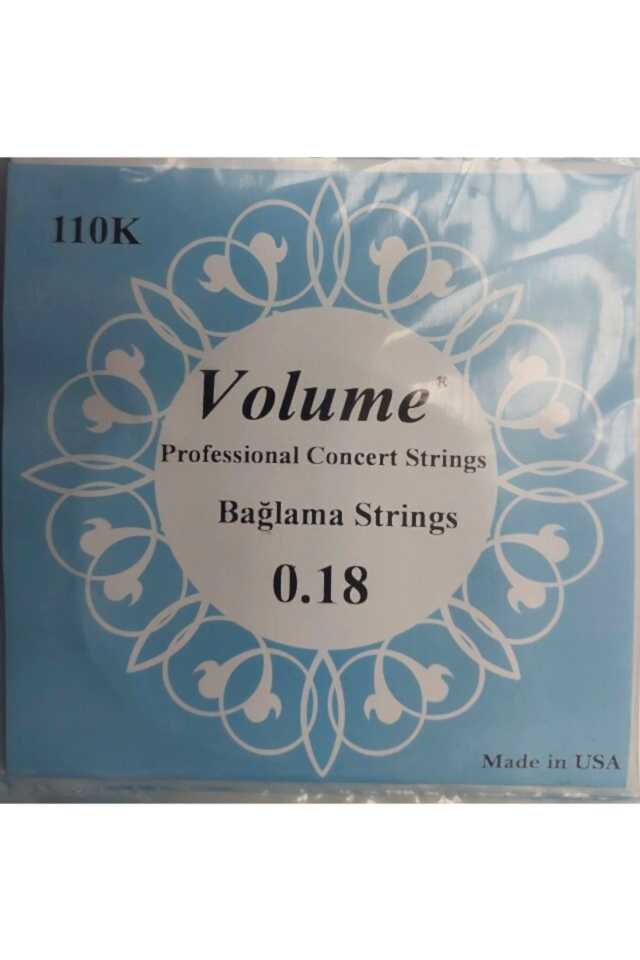 110K
Volume®
Professional Concert Strings
Bağlama Strings
0.18
Made in USA